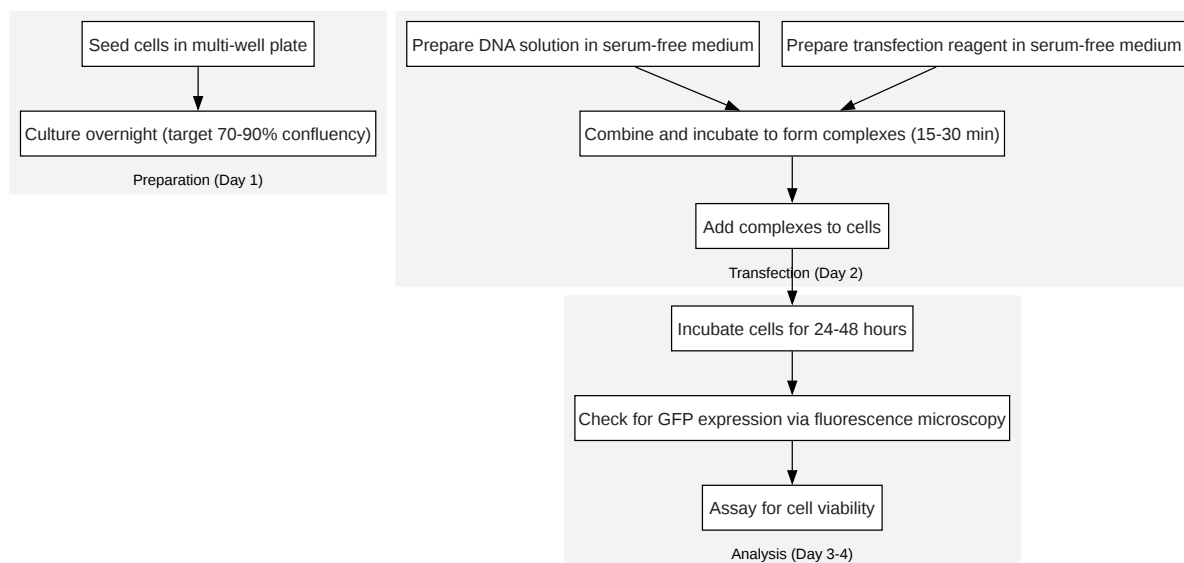 Seed cells in multi-well plate
Culture overnight (target 70-90% confluency)
Preparation (Day 1)
Prepare DNA solution in serum-free medium
Prepare transfection reagent in serum-free medium
Combine and incubate to form complexes (15-30 min)
Add complexes to cells
Transfection (Day 2)
Incubate cells for 24-48 hours
Check for GFP expression via fluorescence microscopy
Assay for cell viability
Analysis (Day 3-4)